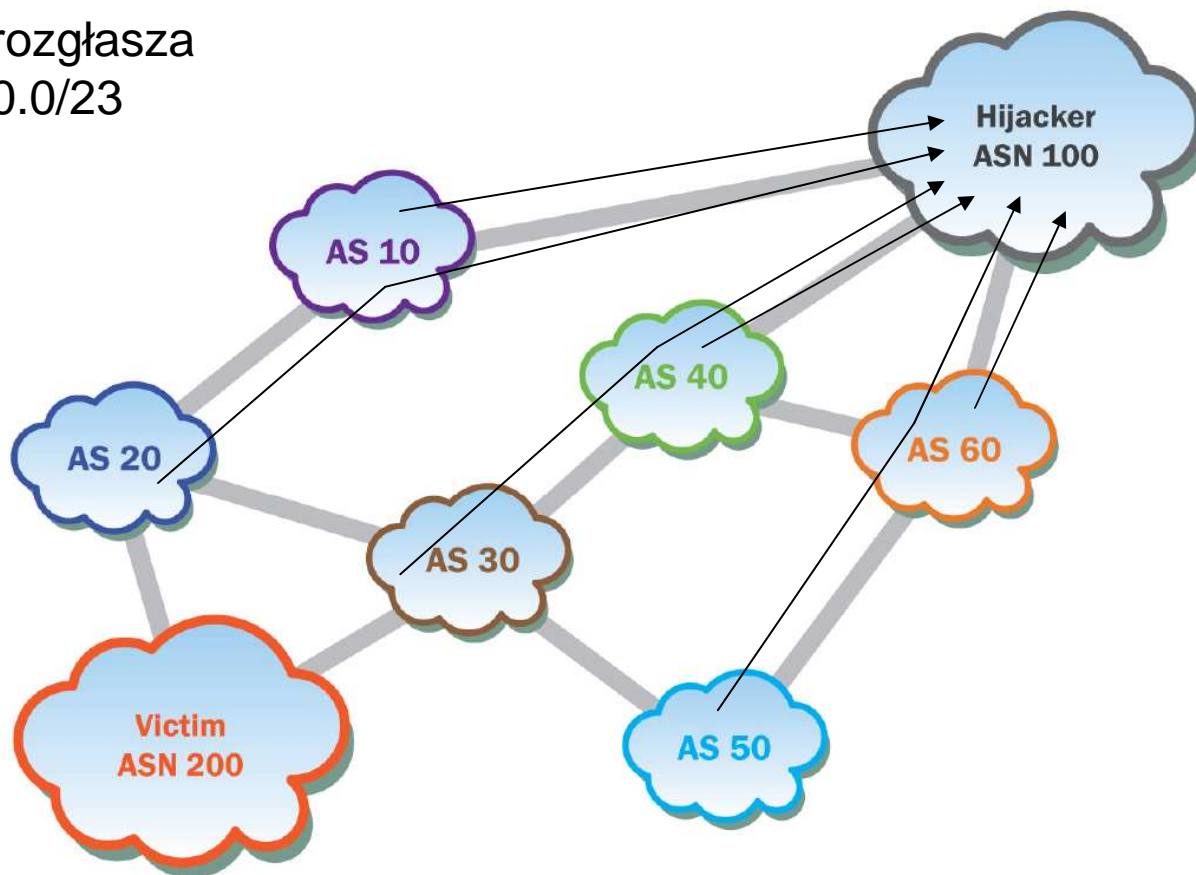 rozgłasza
0.0/23
Hijacker
ASN 100
AS 10
AS 40
AS 20
AS 60
AS 30
Victim
ASN 200
AS 50